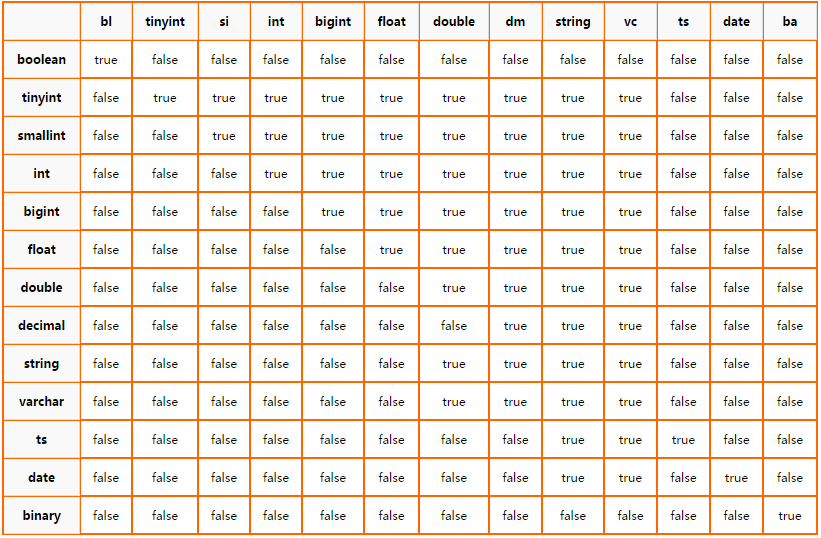 bl tinyint si int bigint float double dm string vc ts date ba
boolean true false false false false false false false false false false false false
tinyint false true true true true true true true true true false false false
smallint false false true true true true true true true true false false false
int false false false true true true true true true true false false false
bigint false false false false true true true true true true false false false
float false false false false false true true true true true false false false
double false false false false false false true true true true false false false
decimal false false false false false false false true true true false false false
string false false false false false false true true true true false false false
varchar false false false false false false true true true true false false false
ts false false false false false false false false true true true false false
date false false false false false false false false true true false true false
binary false false false false false false false false false false false false true